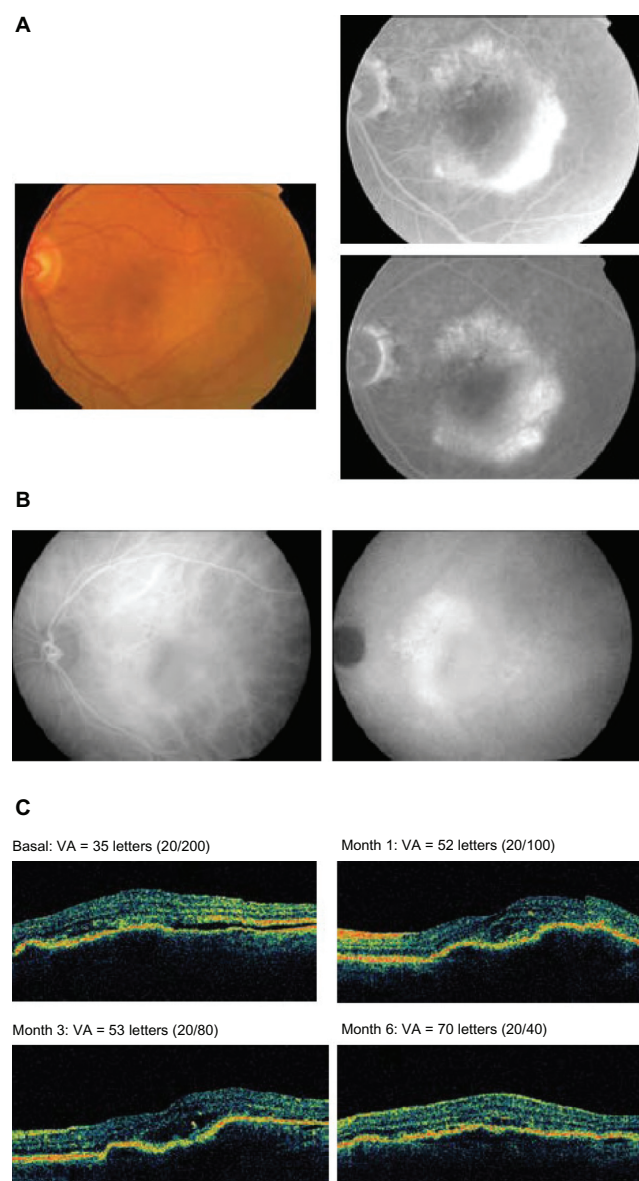 A
B
C
Basal: VA = 35 letters (20/200)
Month 1: VA = 52 letters (20/100)
Month 3: VA = 53 letters (20/80)
Month 6: VA = 70 letters (20/40)